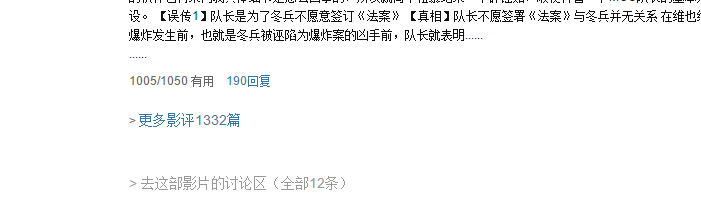 设。【误传1】队长是为了冬兵不愿意签订《法案》【真相】队长不愿签署《法案》与冬兵并无关系 在维也纳
爆炸发生前，也就是冬兵被诬陷为爆炸案的凶手前，队长就表明......
......
1005/1050 有用 190回复
> 更多影评1332篇
> 去这部影片的讨论区（全部12条）